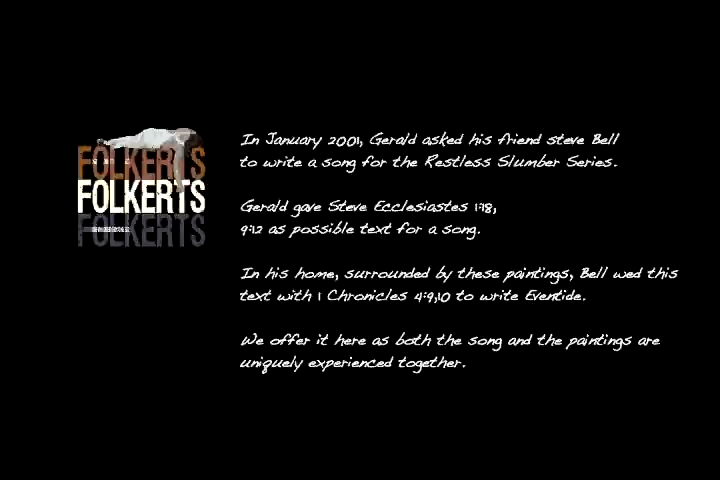 FOLKERTS
FOLKERTS
FOLKERTS
In January 2001, Gerald asked his friend steve Bell
to write a song for the Restless Slumber Series.
Gerald gave Steve Ecclesiastes 1:18,
9:12 as possible text for a song.
In his home, surrounded by these paintings, Bell wed this
text with 1 Chronicles 4:9,10 to write Eventide.
We offer it here as both the song and the paintings are
uniquely experienced together.